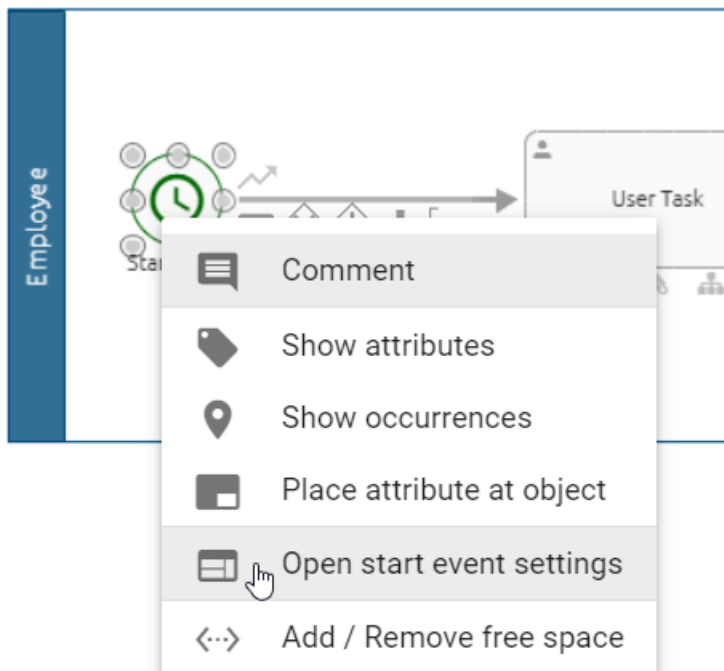 Employee
User Task
Sta
Comment
Show attributes
Show occurrences
Place attribute at object
Open start event settings
Add / Remove free space